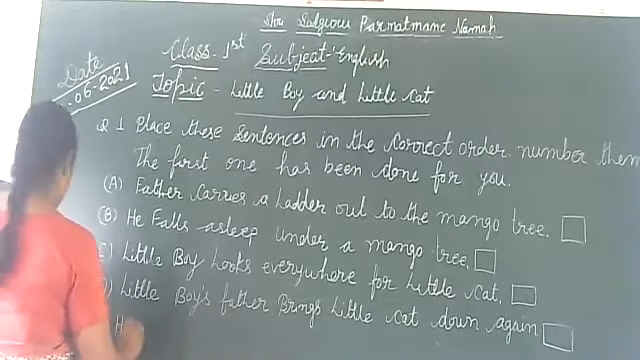 Shri Sadgurus Parmatmane Namah
Class - 1st Subject - English
Date
.06-2021
Topic - Little Boy and Little Cat
Q 1 Place these Sentences in the Correct order. number them
The first one has been done for you.
(A) Father carries a ladder out to the mango tree.
(B) He Falls asleep under a mango tree.
(C) Little Boy Looks everywhere for Little Cat.
(D) Little Boy's father Brings Little Cat down again
H